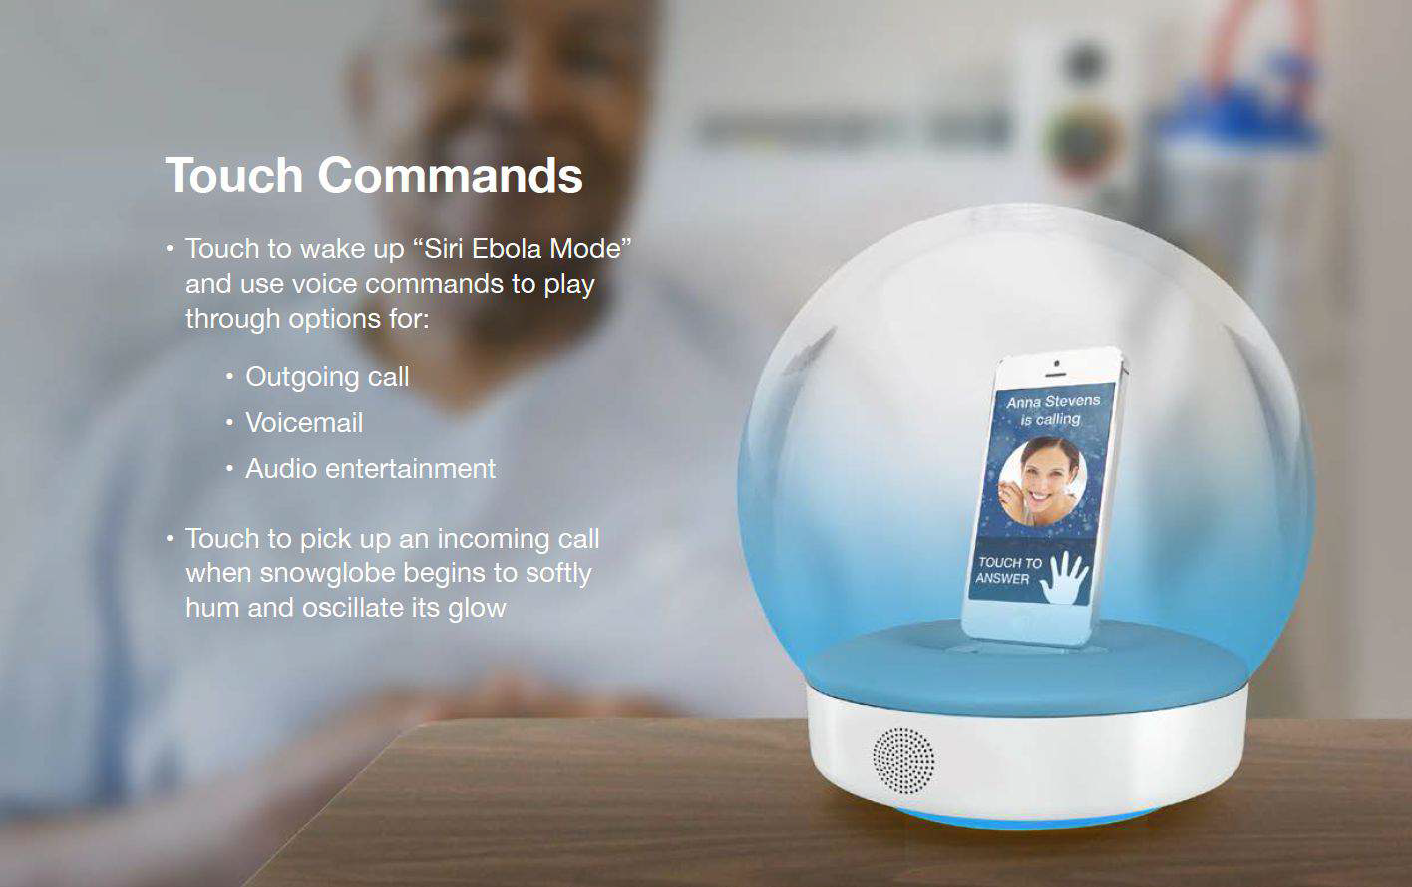 Touch Commands
• Touch to wake up “Siri Ebola Mode”
and use voice commands to play
through options for:
• Outgoing call
• Voicemail
• Audio entertainment
• Touch to pick up an incoming call
when snowglobe begins to softly
hum and oscillate its glow
Anna Stevens
is calling
TOUCH TO
ANSWER